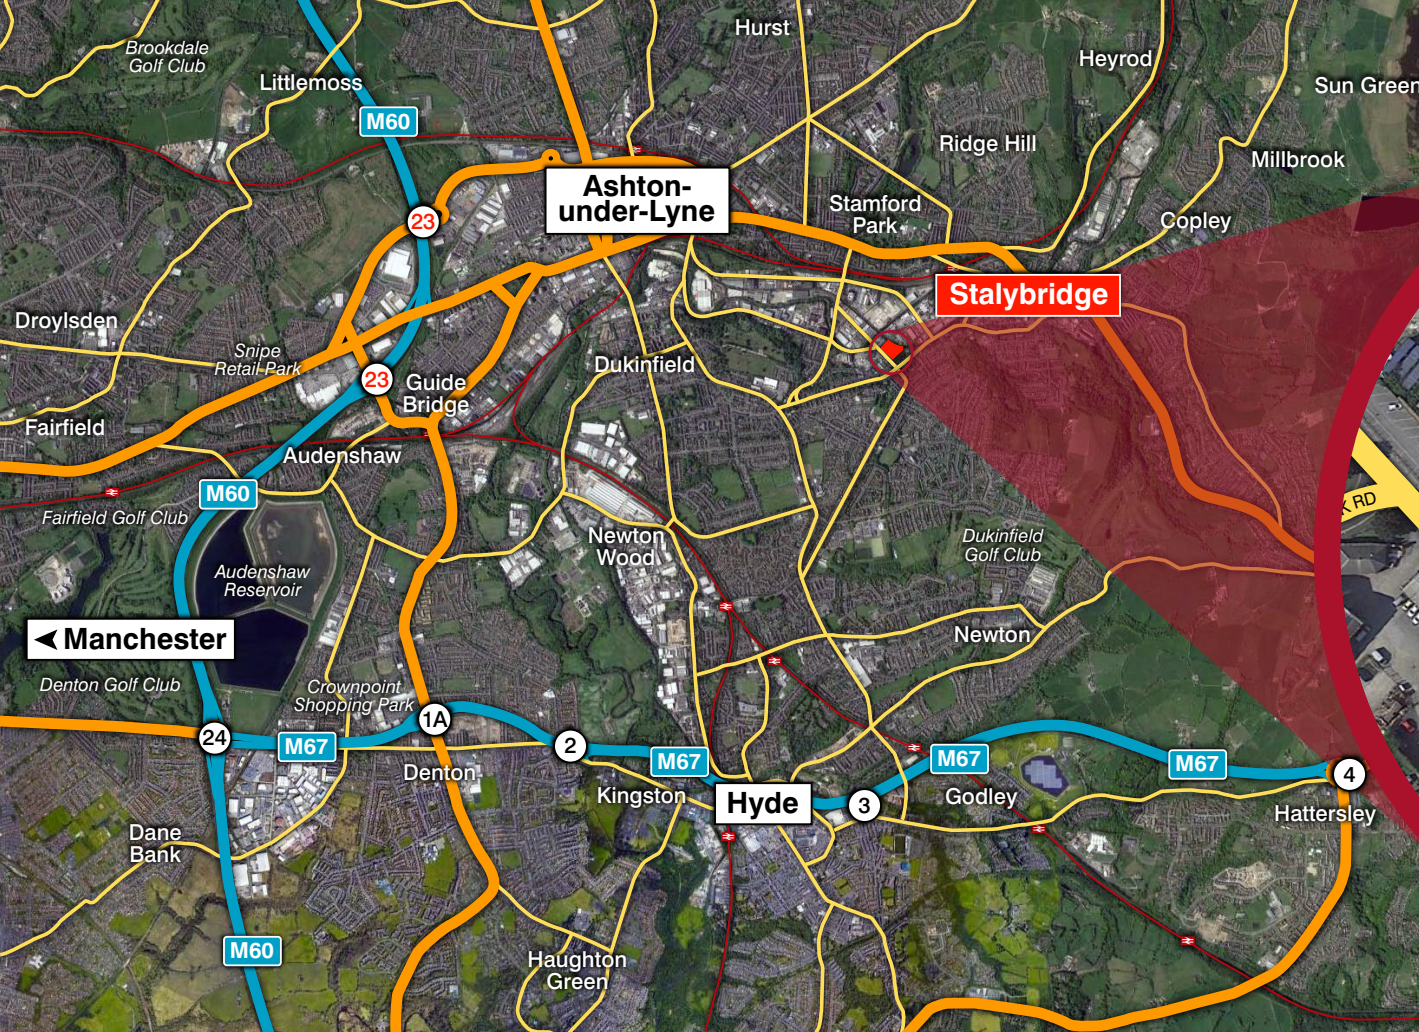 Hurst
Brookdale
Golf Club
Heyrod
Littlemoss
Sun Green
M60
Ridge Hill
Millbrook
Ashton-
under-Lyne
Stamford
Park
Copley
23
Stalybridge
Droylsden
Snipe
Retail Park
Dukinfield
23
Guide
Bridge
Fairfield
Audenshaw
M60
K RD
Fairfield Golf Club
Newton
Wood
Dukinfield
Golf Club
Audenshaw
Reservoir
Manchester
Newton
Denton Golf Club
Crownpoint
Shopping Park
1A
24
M67
2
M67
M67
M67
Denton
4
Kingston
Hyde
3
Godley
Hattersley
Dane
Bank
M60
Haughton
Green